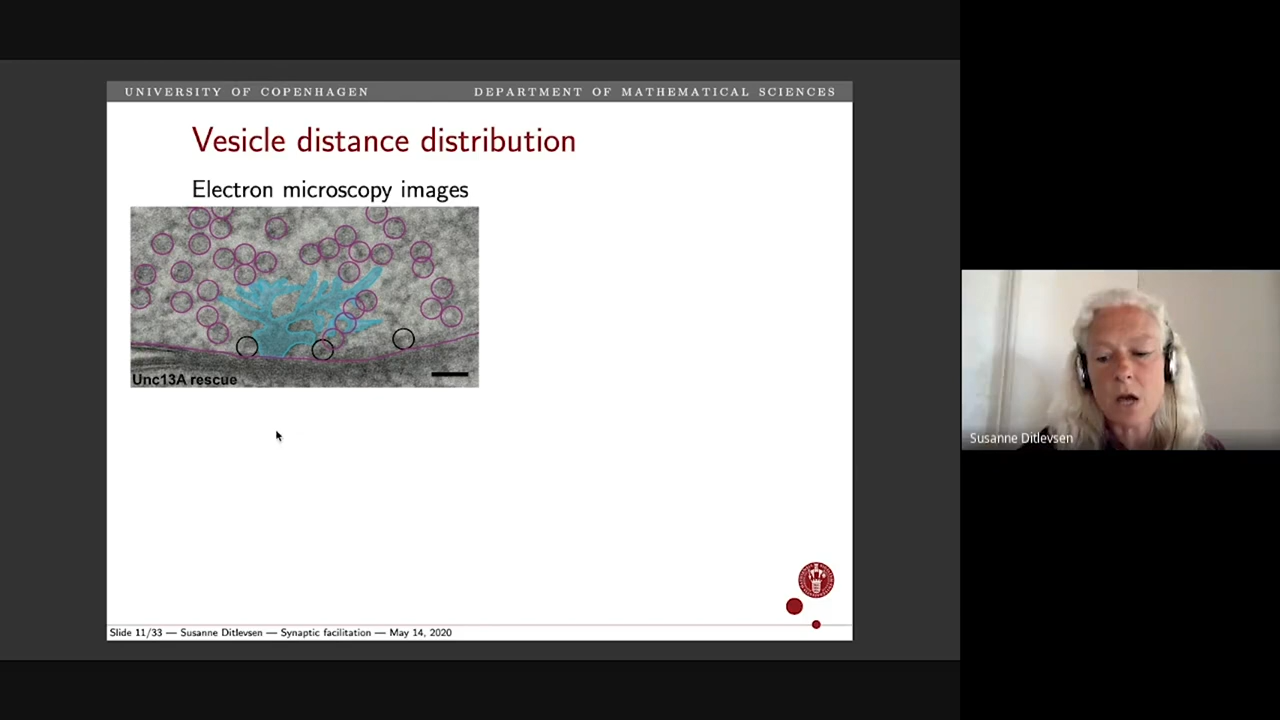 UNIVERSITY OF COPENHAGEN DEPARTMENT OF MATHEMATICAL SCIENCES
Vesicle distance distribution
Electron microscopy images
Unc13A rescue
Susanne Ditlevsen
Slide 11/33 — Susanne Ditlevsen — Synaptic facilitation — May 14, 2020